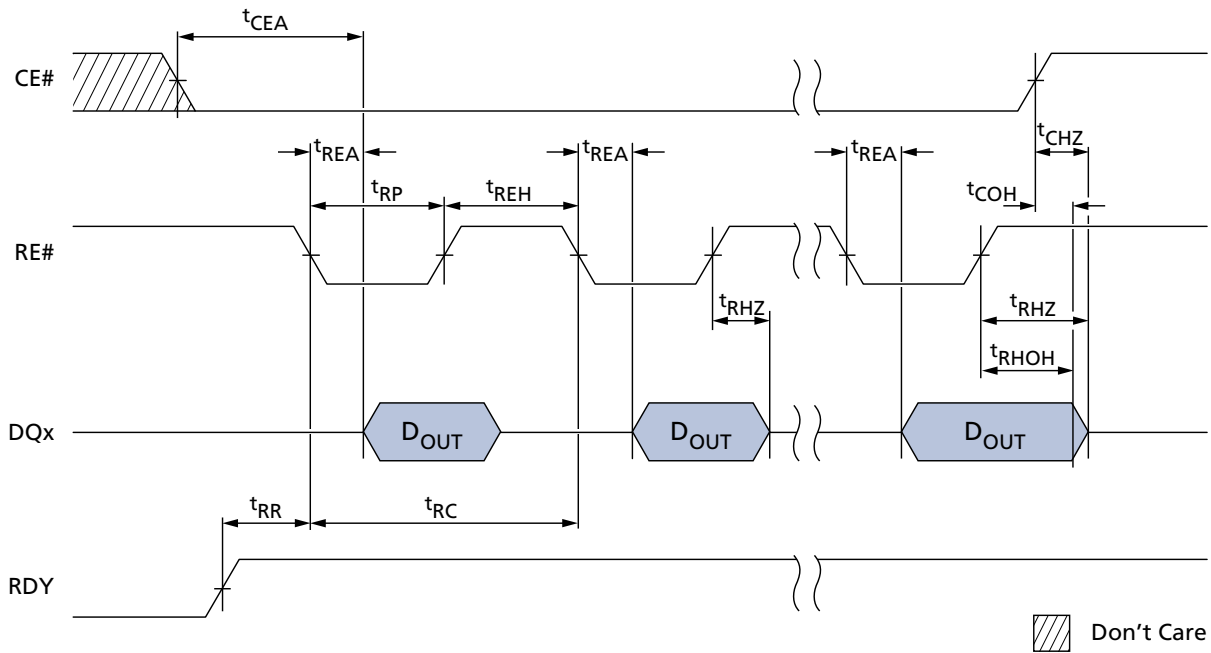 tCEA
CE#
tCHZ
tREA
tREA
tREA
tCOH
tRP
tREH
RE#
tRHZ
tRHZ
tRHOH
DQx
DOUT
DOUT
DOUT
tRR
tRC
RDY
Don't Care